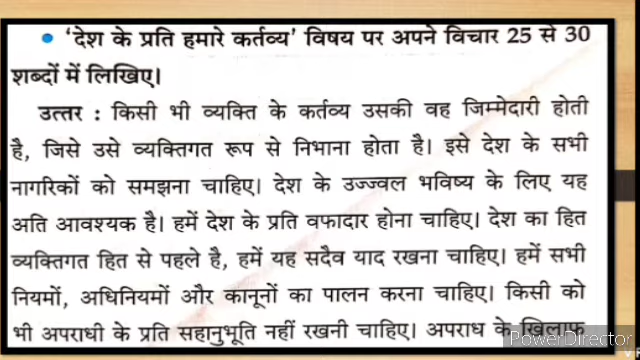 • 'देश के प्रति हमारे कर्तव्य' विषय पर अपने विचार 25 से 30
शब्दों में लिखिए।
उत्तर : किसी भी व्यक्ति के कर्तव्य उसकी वह जिम्मेदारी होती
है, जिसे उसे व्यक्तिगत रूप से निभाना होता है। इसे देश के सभी
नागरिकों को समझना चाहिए। देश के उज्ज्वल भविष्य के लिए यह
अति आवश्यक है। हमें देश के प्रति वफादार होना चाहिए। देश का हित
व्यक्तिगत हित से पहले है, हमें यह सदैव याद रखना चाहिए। हमें सभी
नियमों, अधिनियमों और कानूनों का पालन करना चाहिए। किसी को
भी अपराधी के प्रति सहानुभूति नहीं रखनी चाहिए। अपराध के खिलाफ
PowerDirector